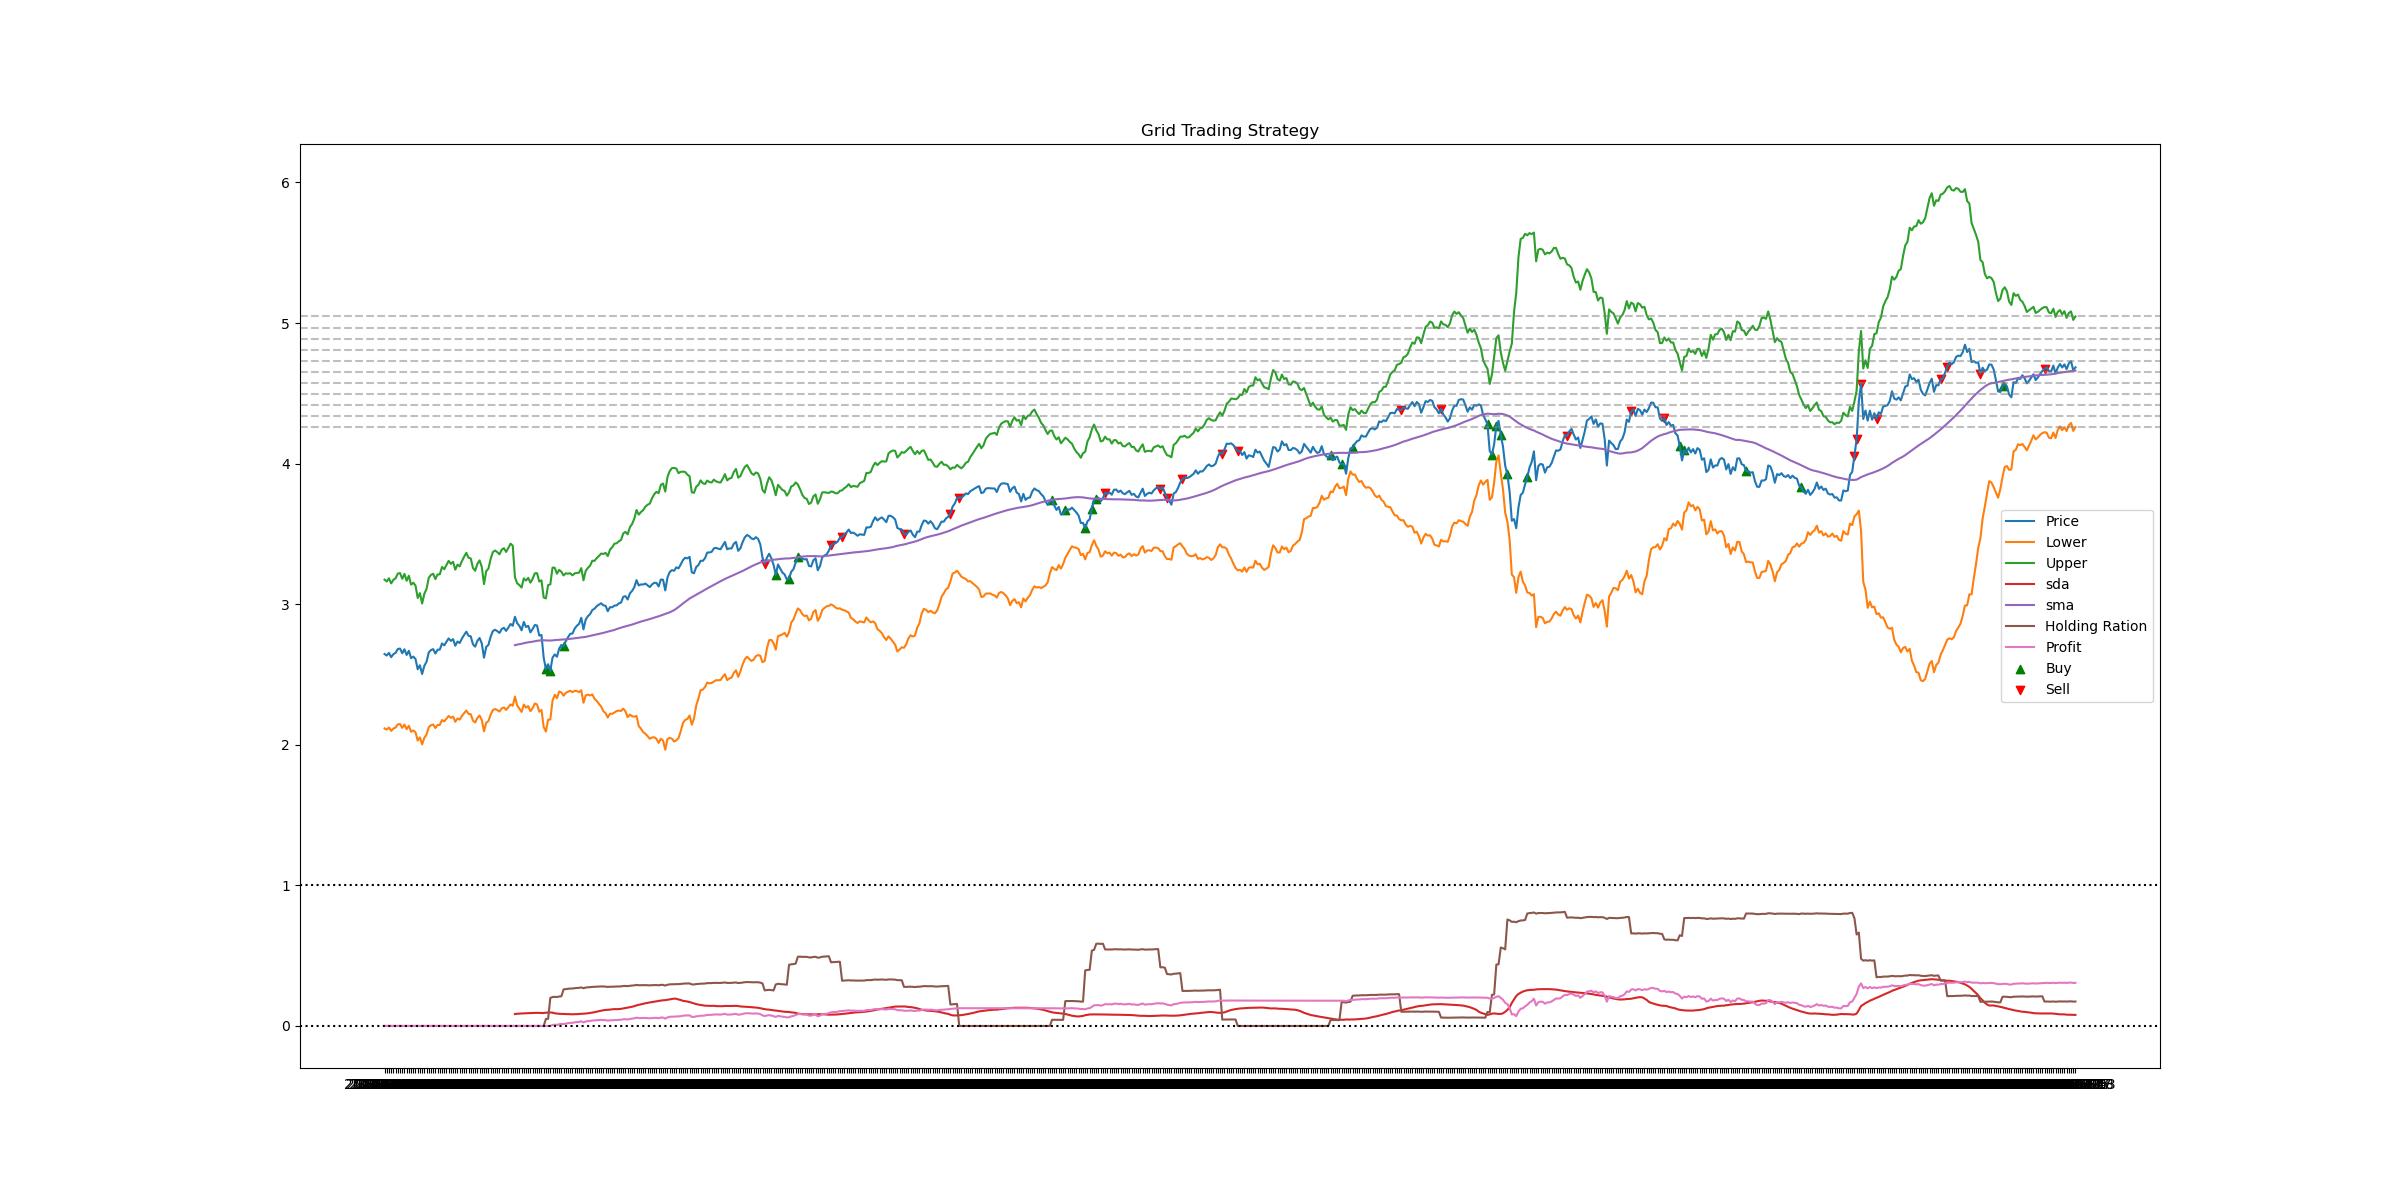 Grid Trading Strategy
6
5
4
3
2
1
0
Price
Lower
Upper
sda
sma
Holding Ration
Profit
Buy
Sell